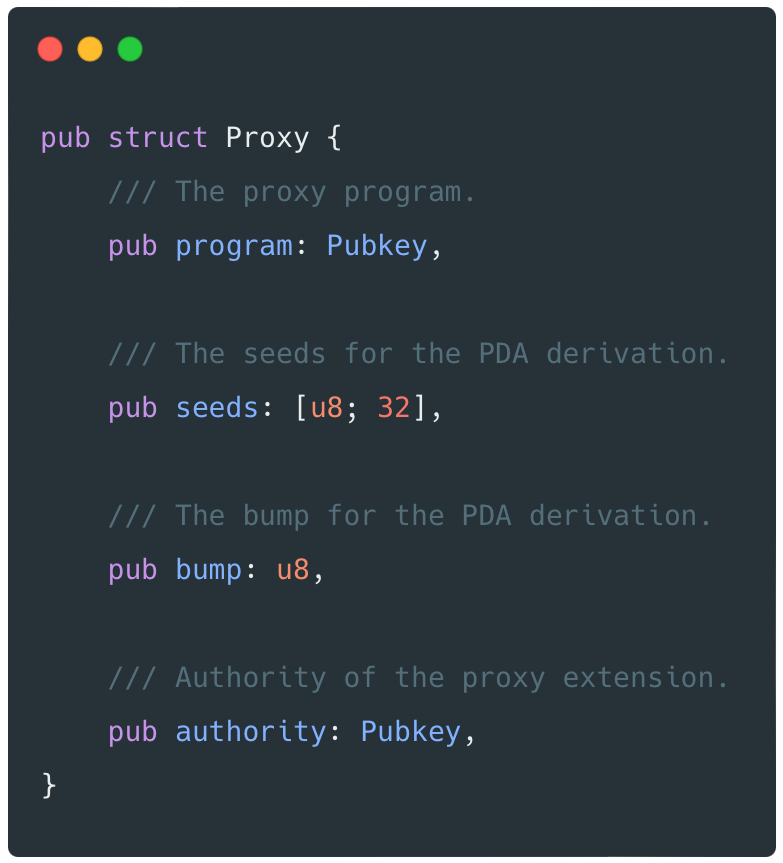 pub struct Proxy {
    /// The proxy program.
    pub program: Pubkey,
    /// The seeds for the PDA derivation.
    pub seeds: [u8; 32],
    /// The bump for the PDA derivation.
    pub bump: u8,
    /// Authority of the proxy extension.
    pub authority: Pubkey,
}